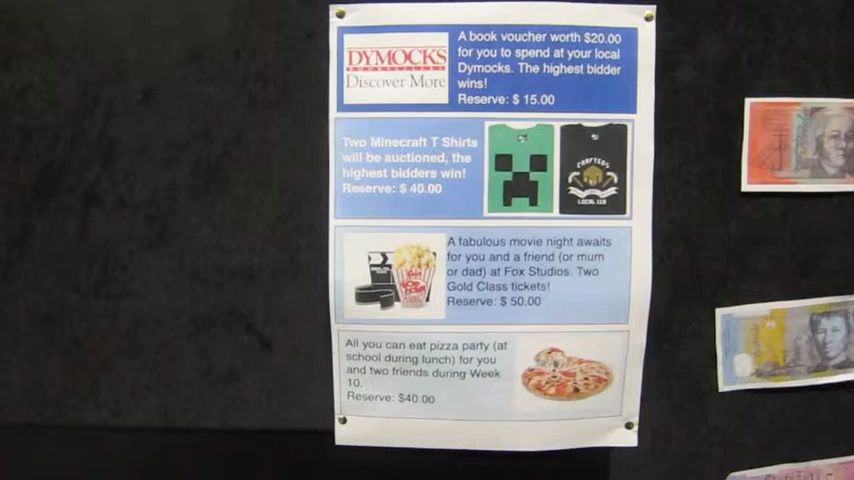 DYMOCKS
BOOKSELLERS
Discover More
A book voucher worth $20.00
for you to spend at your local
Dymocks. The highest bidder
wins!
Reserve: $ 15.00
Two Minecraft T Shirts
will be auctioned, the
highest bidders win!
Reserve: $ 40.00
CRAFTERS
LOCAL
A fabulous movie night awaits
for you and a friend (or mum
or dad) at Fox Studios. Two
Gold Class tickets!
Reserve: $ 50.00
All you can eat pizza party (at
school during lunch) for you
and two friends during Week
10.
Reserve: $40.00